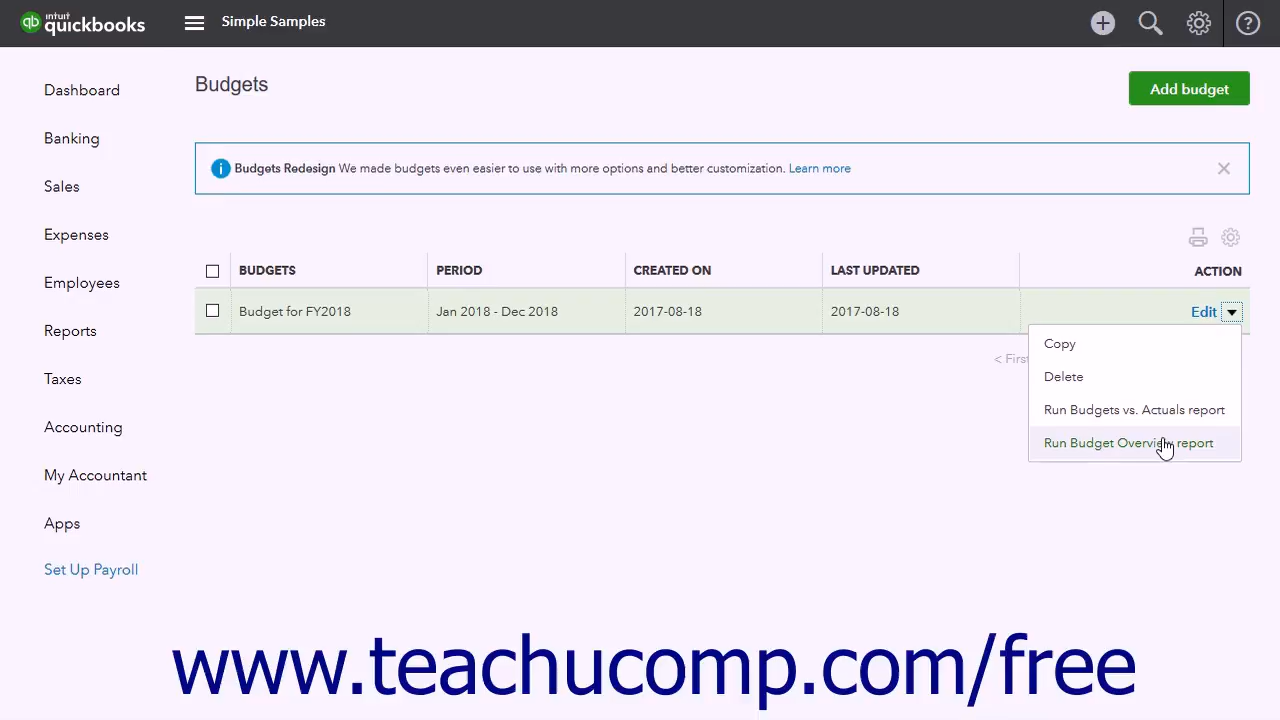 intuit
quickbooks
Simple Samples
Dashboard
Banking
Sales
Expenses
Employees
Reports
Taxes
Accounting
My Accountant
Apps
Set Up Payroll
Budgets
Add budget
Budgets Redesign We made budgets even easier to use with more options and better customization. Learn more
BUDGETS PERIOD CREATED ON LAST UPDATED ACTION
Budget for FY2018 Jan 2018 - Dec 2018 2017-08-18 2017-08-18 Edit
< First
Copy
Delete
Run Budgets vs. Actuals report
Run Budget Overview report
www.teachucomp.com/free